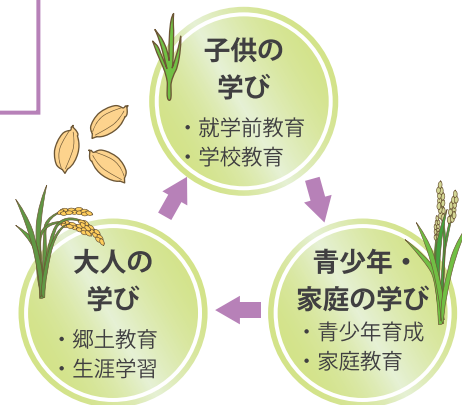 子供の
学び
・就学前教育
・学校教育
大人の
学び
・郷土教育
・生涯学習
青少年・
家庭の学び
・青少年育成
・家庭教育